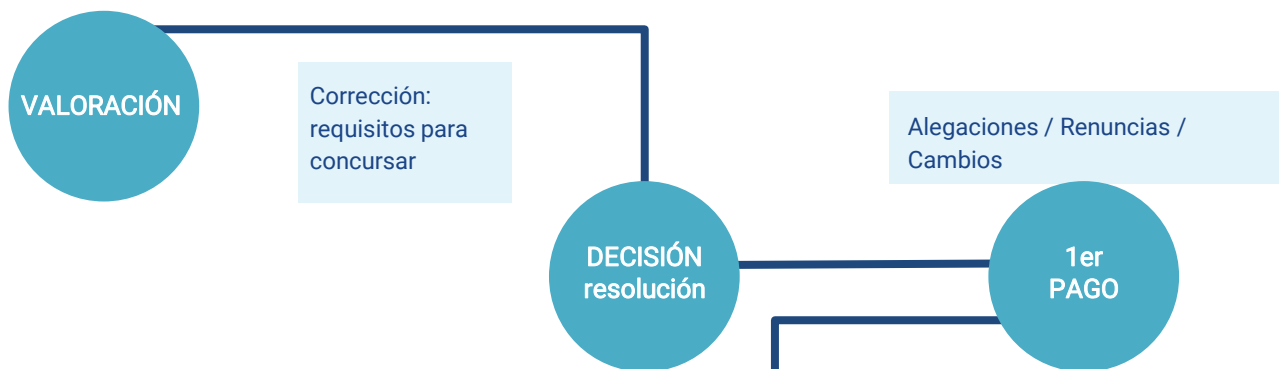 VALORACIÓN
Corrección:
requisitos para
concursar
Alegaciones / Renuncias /
Cambios
DECISIÓN
resolución
1er
PAGO